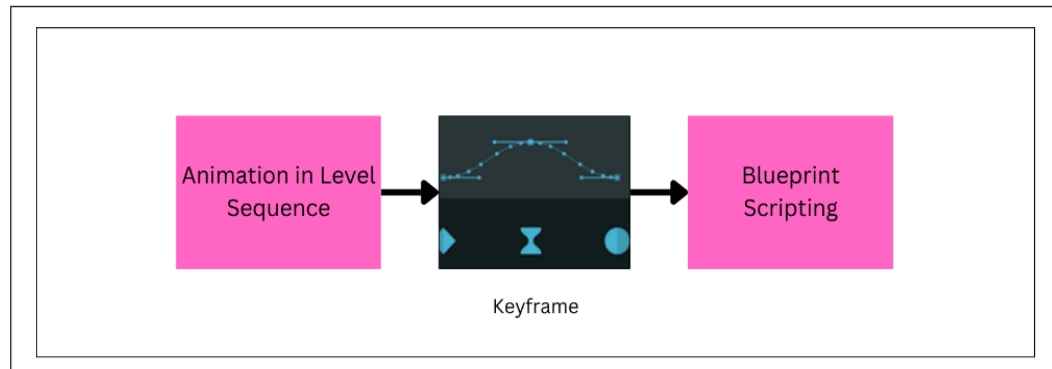 Animation in Level
Sequence
Blueprint
Scripting
Keyframe